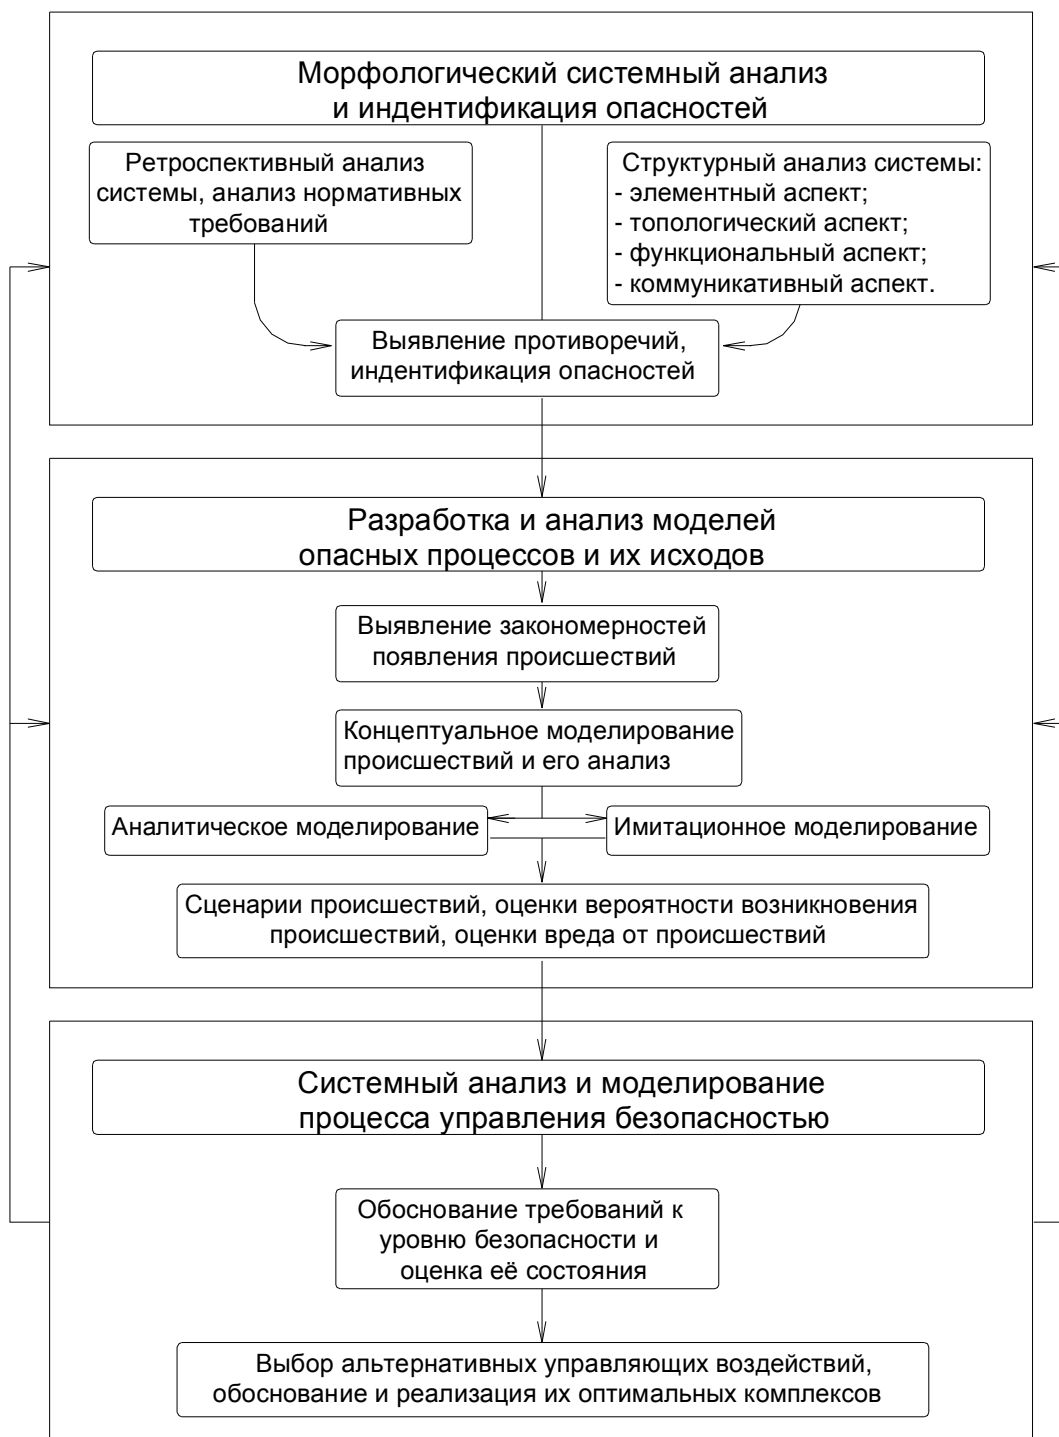 Морфологический системный анализ
и индентификация опасностей
Ретроспективный анализ
системы, анализ нормативных
требований
Структурный анализ системы:
- элементный аспект;
- топологический аспект;
- функциональный аспект;
- коммуникативный аспект.
Выявление противоречий,
индентификация опасностей
Разработка и анализ моделей
опасных процессов и их исходов
Выявление закономерностей
появления происшествий
Концептуальное моделирование
происшествий и его анализ
Аналитическое моделирование
Имитационное моделирование
Сценарии происшествий, оценки вероятности возникновения
происшествий, оценки вреда от происшествий
Системный анализ и моделирование
процесса управления безопасностью
Обоснование требований к
уровню безопасности и
оценка её состояния
Выбор альтернативных управляющих воздействий,
обоснование и реализация их оптимальных комплексов